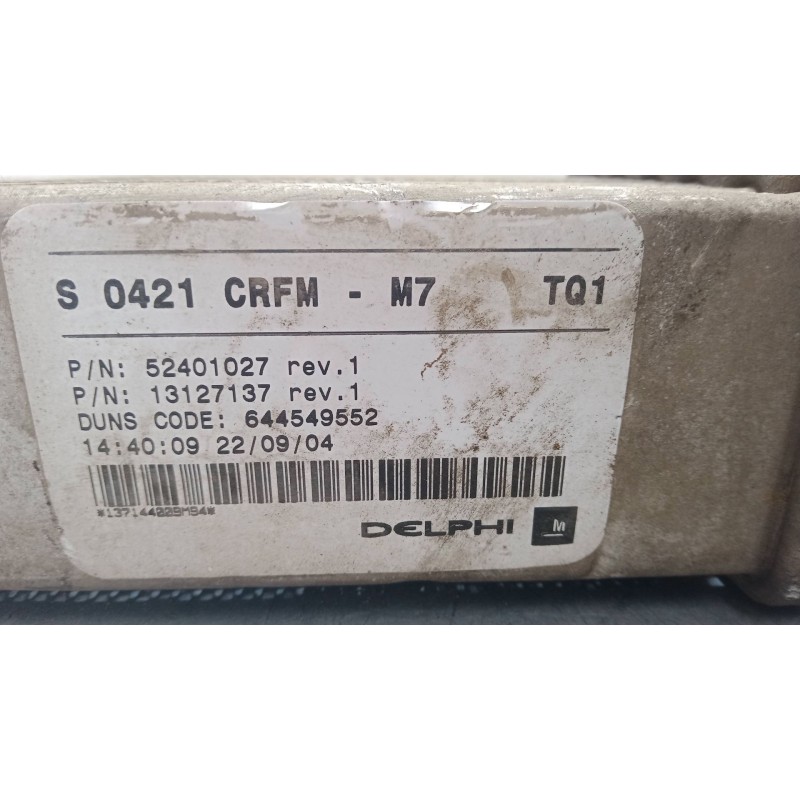 S 0421 CRFM - M7 TQ1
P/N: 52401027 rev.1
P/N: 13127137 rev.1
DUNS CODE: 644549552
14:40:09 22/09/04
DELPHI M